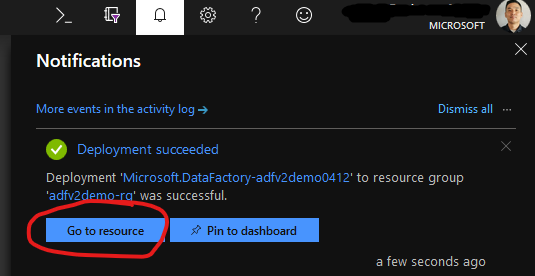 MICROSOFT
Notifications
More events in the activity log →
Dismiss all ...
Deployment succeeded
Deployment 'Microsoft.DataFactory-adfv2demo0412' to resource group
'adfv2demo-rg' was successful.
Go to resource
Pin to dashboard
a few seconds ago